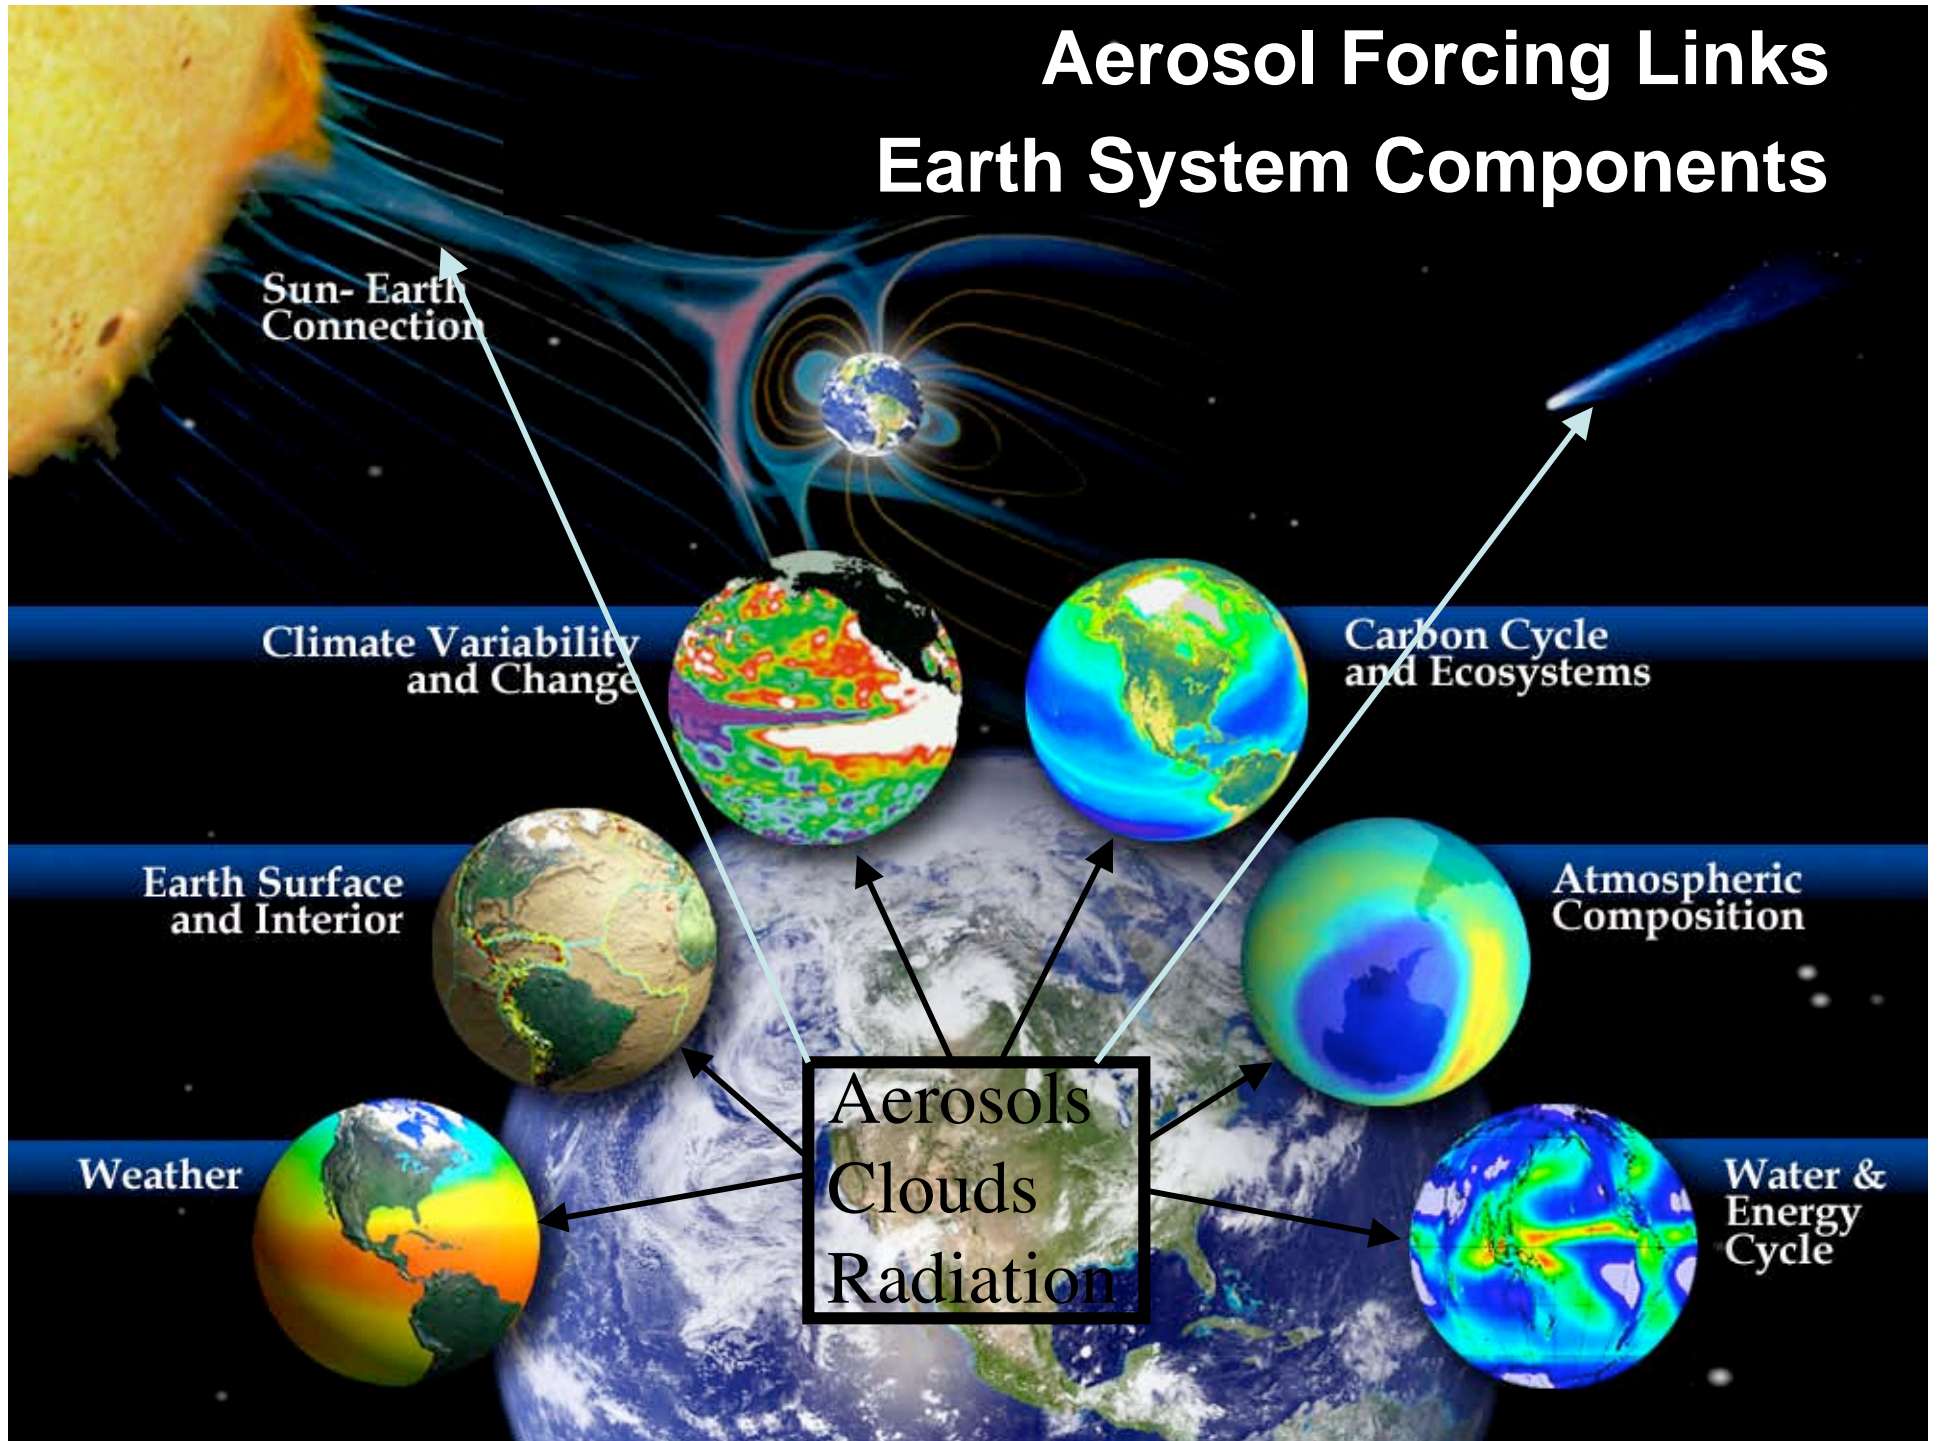 Aerosol Forcing Links
Earth System Components
Sun- Earth
Connection
Climate Variability
and Change
Carbon Cycle
and Ecosystems
Earth Surface
and Interior
Atmospheric
Composition
Weather
Water &
Energy
Cycle
Aerosols
Clouds
Radiation